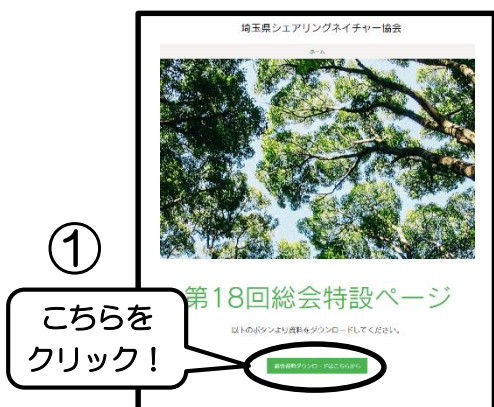 埼玉県シェアリングネイチャー協会
ホーム
①
第18回総会特設ページ
こちらを
クリック！
以下のボタンより資料をダウンロードしてください。
総会資料ダウンロードはこちらから